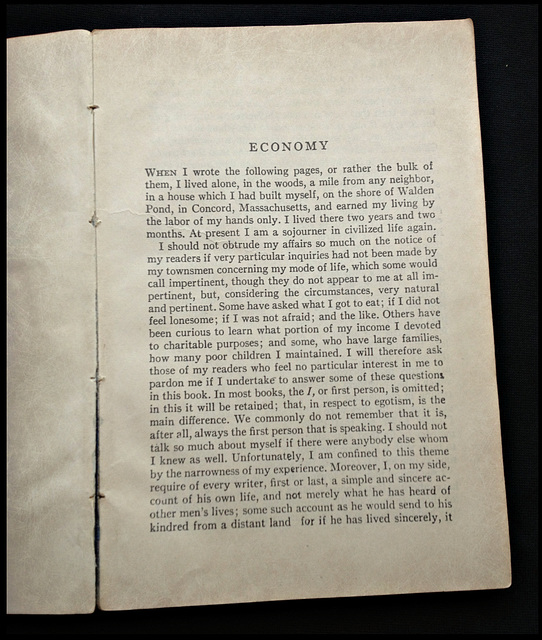 ECONOMY
WHEN I wrote the following pages, or rather the bulk of
them, I lived alone, in the woods, a mile from any neighbor,
in a house which I had built myself, on the shore of Walden
Pond, in Concord, Massachusetts, and earned my living by
the labor of my hands only. I lived there two years and two
months. At present I am a sojourner in civilized life again.
I should not obtrude my affairs so much on the notice of
my readers if very particular inquiries had not been made by
my townsmen concerning my mode of life, which some would
call impertinent, though they do not appear to me at all im-
pertinent, but, considering the circumstances, very natural
and pertinent. Some have asked what I got to eat; if I did not
feel lonesome; if I was not afraid; and the like. Others have
been curious to learn what portion of my income I devoted
to charitable purposes; and some, who have large families,
how many poor children I maintained. I will therefore ask
those of my readers who feel no particular interest in me to
pardon me if I undertake to answer some of these questions
in this book. In most books, the I, or first person, is omitted;
in this it will be retained; that, in respect to egotism, is the
main difference. We commonly do not remember that it is,
after all, always the first person that is speaking. I should not
talk so much about myself if there were anybody else whom
I knew as well. Unfortunately, I am confined to this theme
by the narrowness of my experience. Moreover, I, on my side,
require of every writer, first or last, a simple and sincere ac-
count of his own life, and not merely what he has heard of
other men's lives; some such account as he would send to his
kindred from a distant land for if he has lived sincerely, it